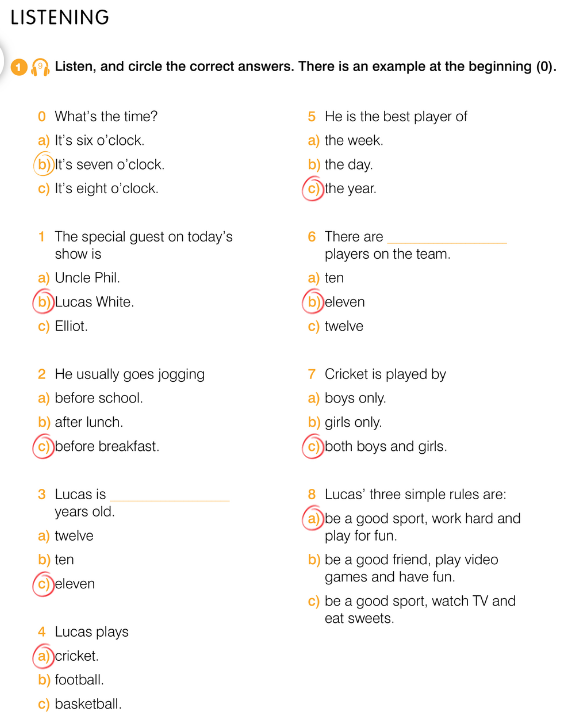 LISTENING
1 9 Listen, and circle the correct answers. There is an example at the beginning (0).
0 What's the time?
a) It's six o'clock.
b) It's seven o'clock.
c) It's eight o'clock.
1 The special guest on today's
show is
a) Uncle Phil.
b) Lucas White.
c) Elliot.
2 He usually goes jogging
a) before school.
b) after lunch.
c) before breakfast.
3 Lucas is ____________
years old.
a) twelve
b) ten
c) eleven
4 Lucas plays
a) cricket.
b) football.
c) basketball.
5 He is the best player of
a) the week.
b) the day.
c) the year.
6 There are ____________
players on the team.
a) ten
b) eleven
c) twelve
7 Cricket is played by
a) boys only.
b) girls only.
c) both boys and girls.
8 Lucas' three simple rules are:
a) be a good sport, work hard and
play for fun.
b) be a good friend, play video
games and have fun.
c) be a good sport, watch TV and
eat sweets.